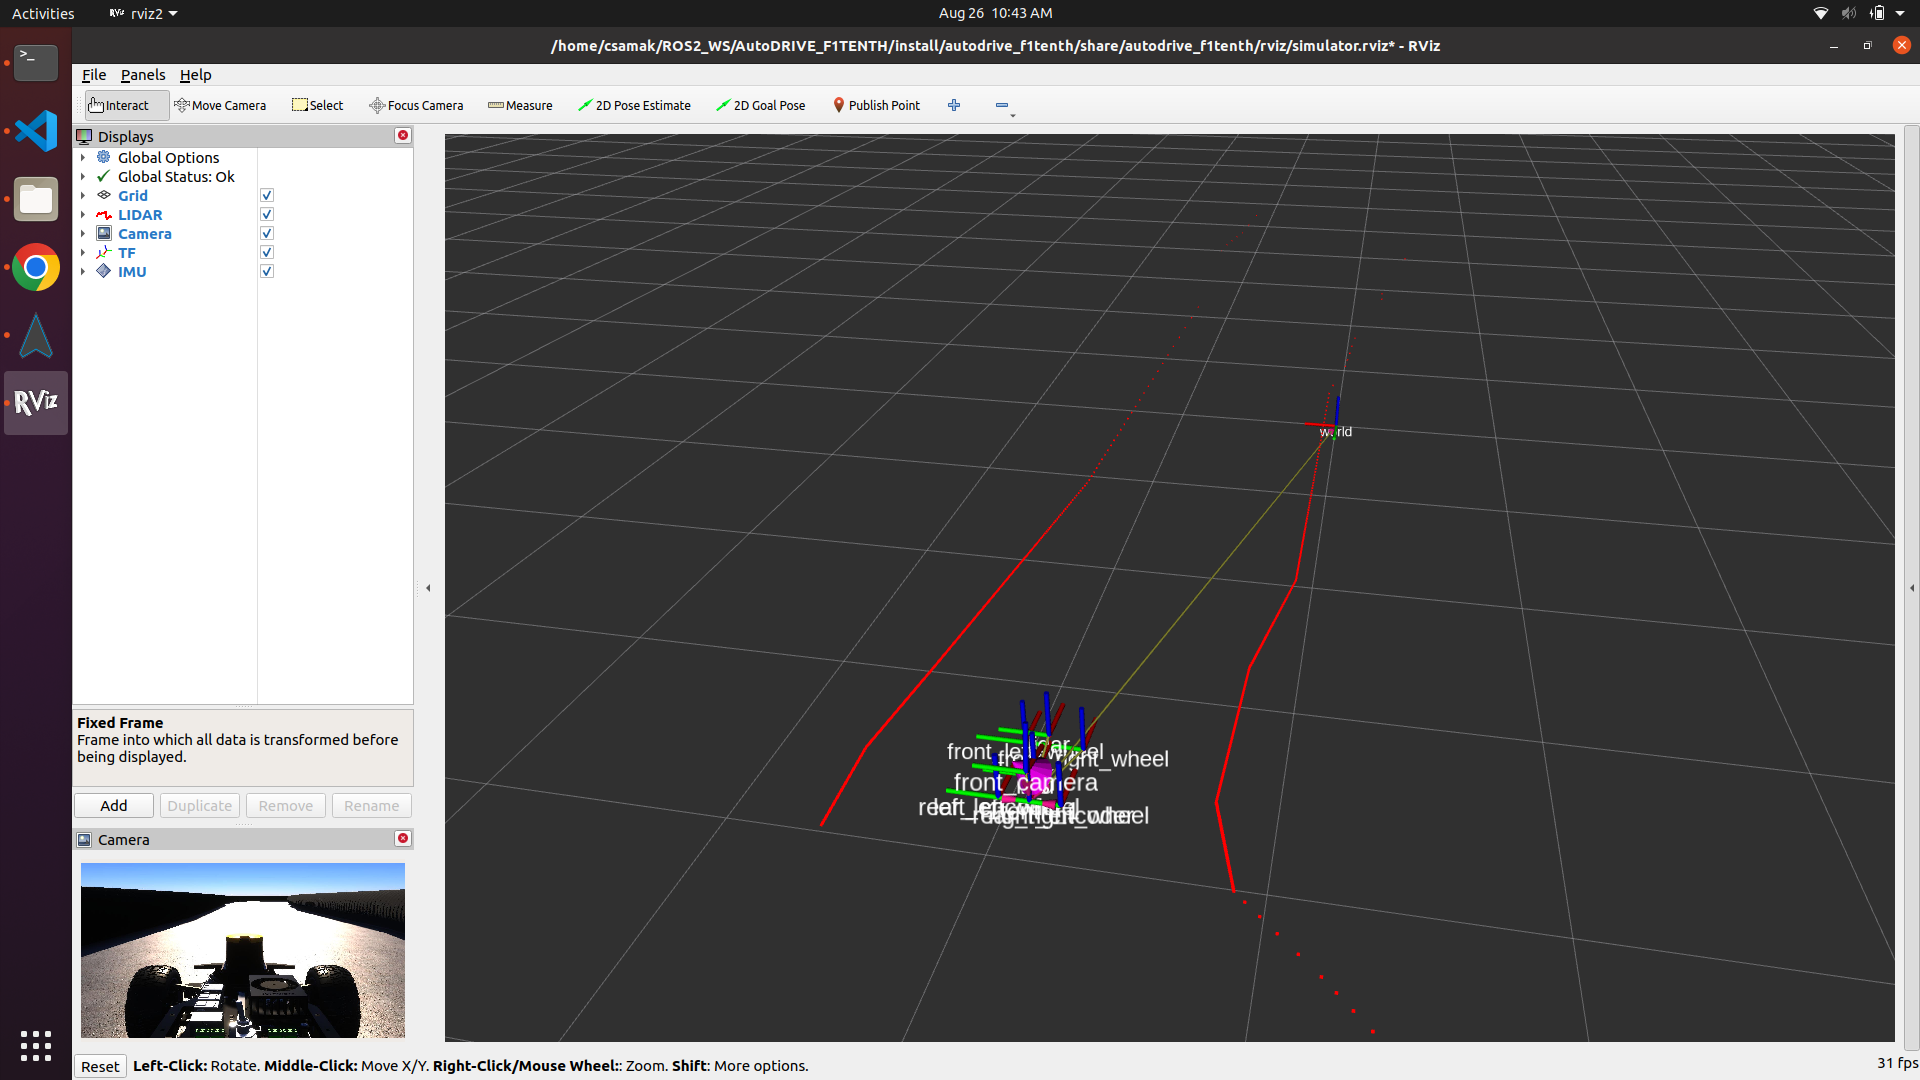 Activities
rviz2
Aug 26 10:43 AM
/home/csamak/ROS2_WS/AutoDRIVE_F1TENTH/install/autodrive_f1tenth/share/autodrive_f1tenth/rviz/simulator.rviz* - RViz
File Panels Help
Interact Move Camera Select Focus Camera Measure 2D Pose Estimate 2D Goal Pose Publish Point
Displays
Global Options
Global Status: Ok
Grid
LIDAR
Camera
TF
IMU
RViz
world
front_camera
Fixed Frame
Frame into which all data is transformed before
being displayed.
Add Duplicate Remove Rename
Camera
Reset Left-Click: Rotate. Middle-Click: Move X/Y. Right-Click/Mouse Wheel:: Zoom. Shift: More options.
31 fps